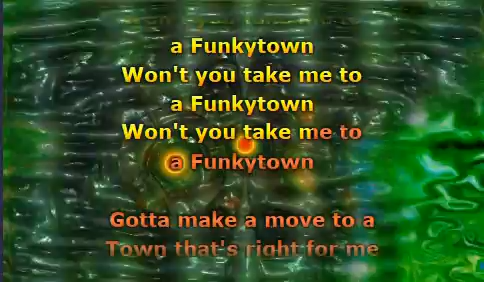 a Funkytown
Won't you take me to
a Funkytown
Won't you take me to
a Funkytown
Gotta make a move to a
Town that's right for me